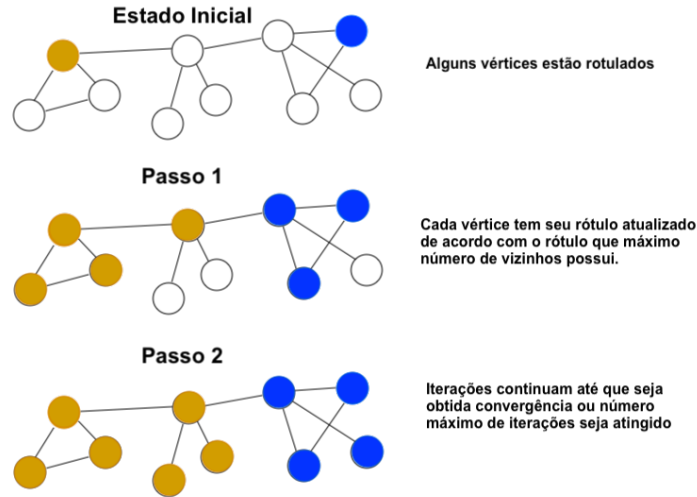 Estado Inicial
Alguns vértices estão rotulados
Passo 1
Cada vértice tem seu rótulo atualizado
de acordo com o rótulo que máximo
número de vizinhos possui.
Passo 2
Iterações continuam até que seja
obtida convergência ou número
máximo de iterações seja atingido